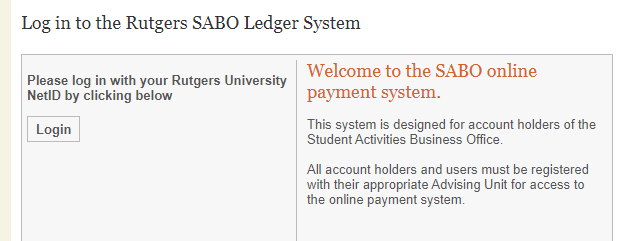 Log in to the Rutgers SABO Ledger System
Please log in with your Rutgers University
NetID by clicking below
Login
Welcome to the SABO online
payment system.
This system is designed for account holders of the
Student Activities Business Office.
All account holders and users must be registered
with their appropriate Advising Unit for access to
the online payment system.